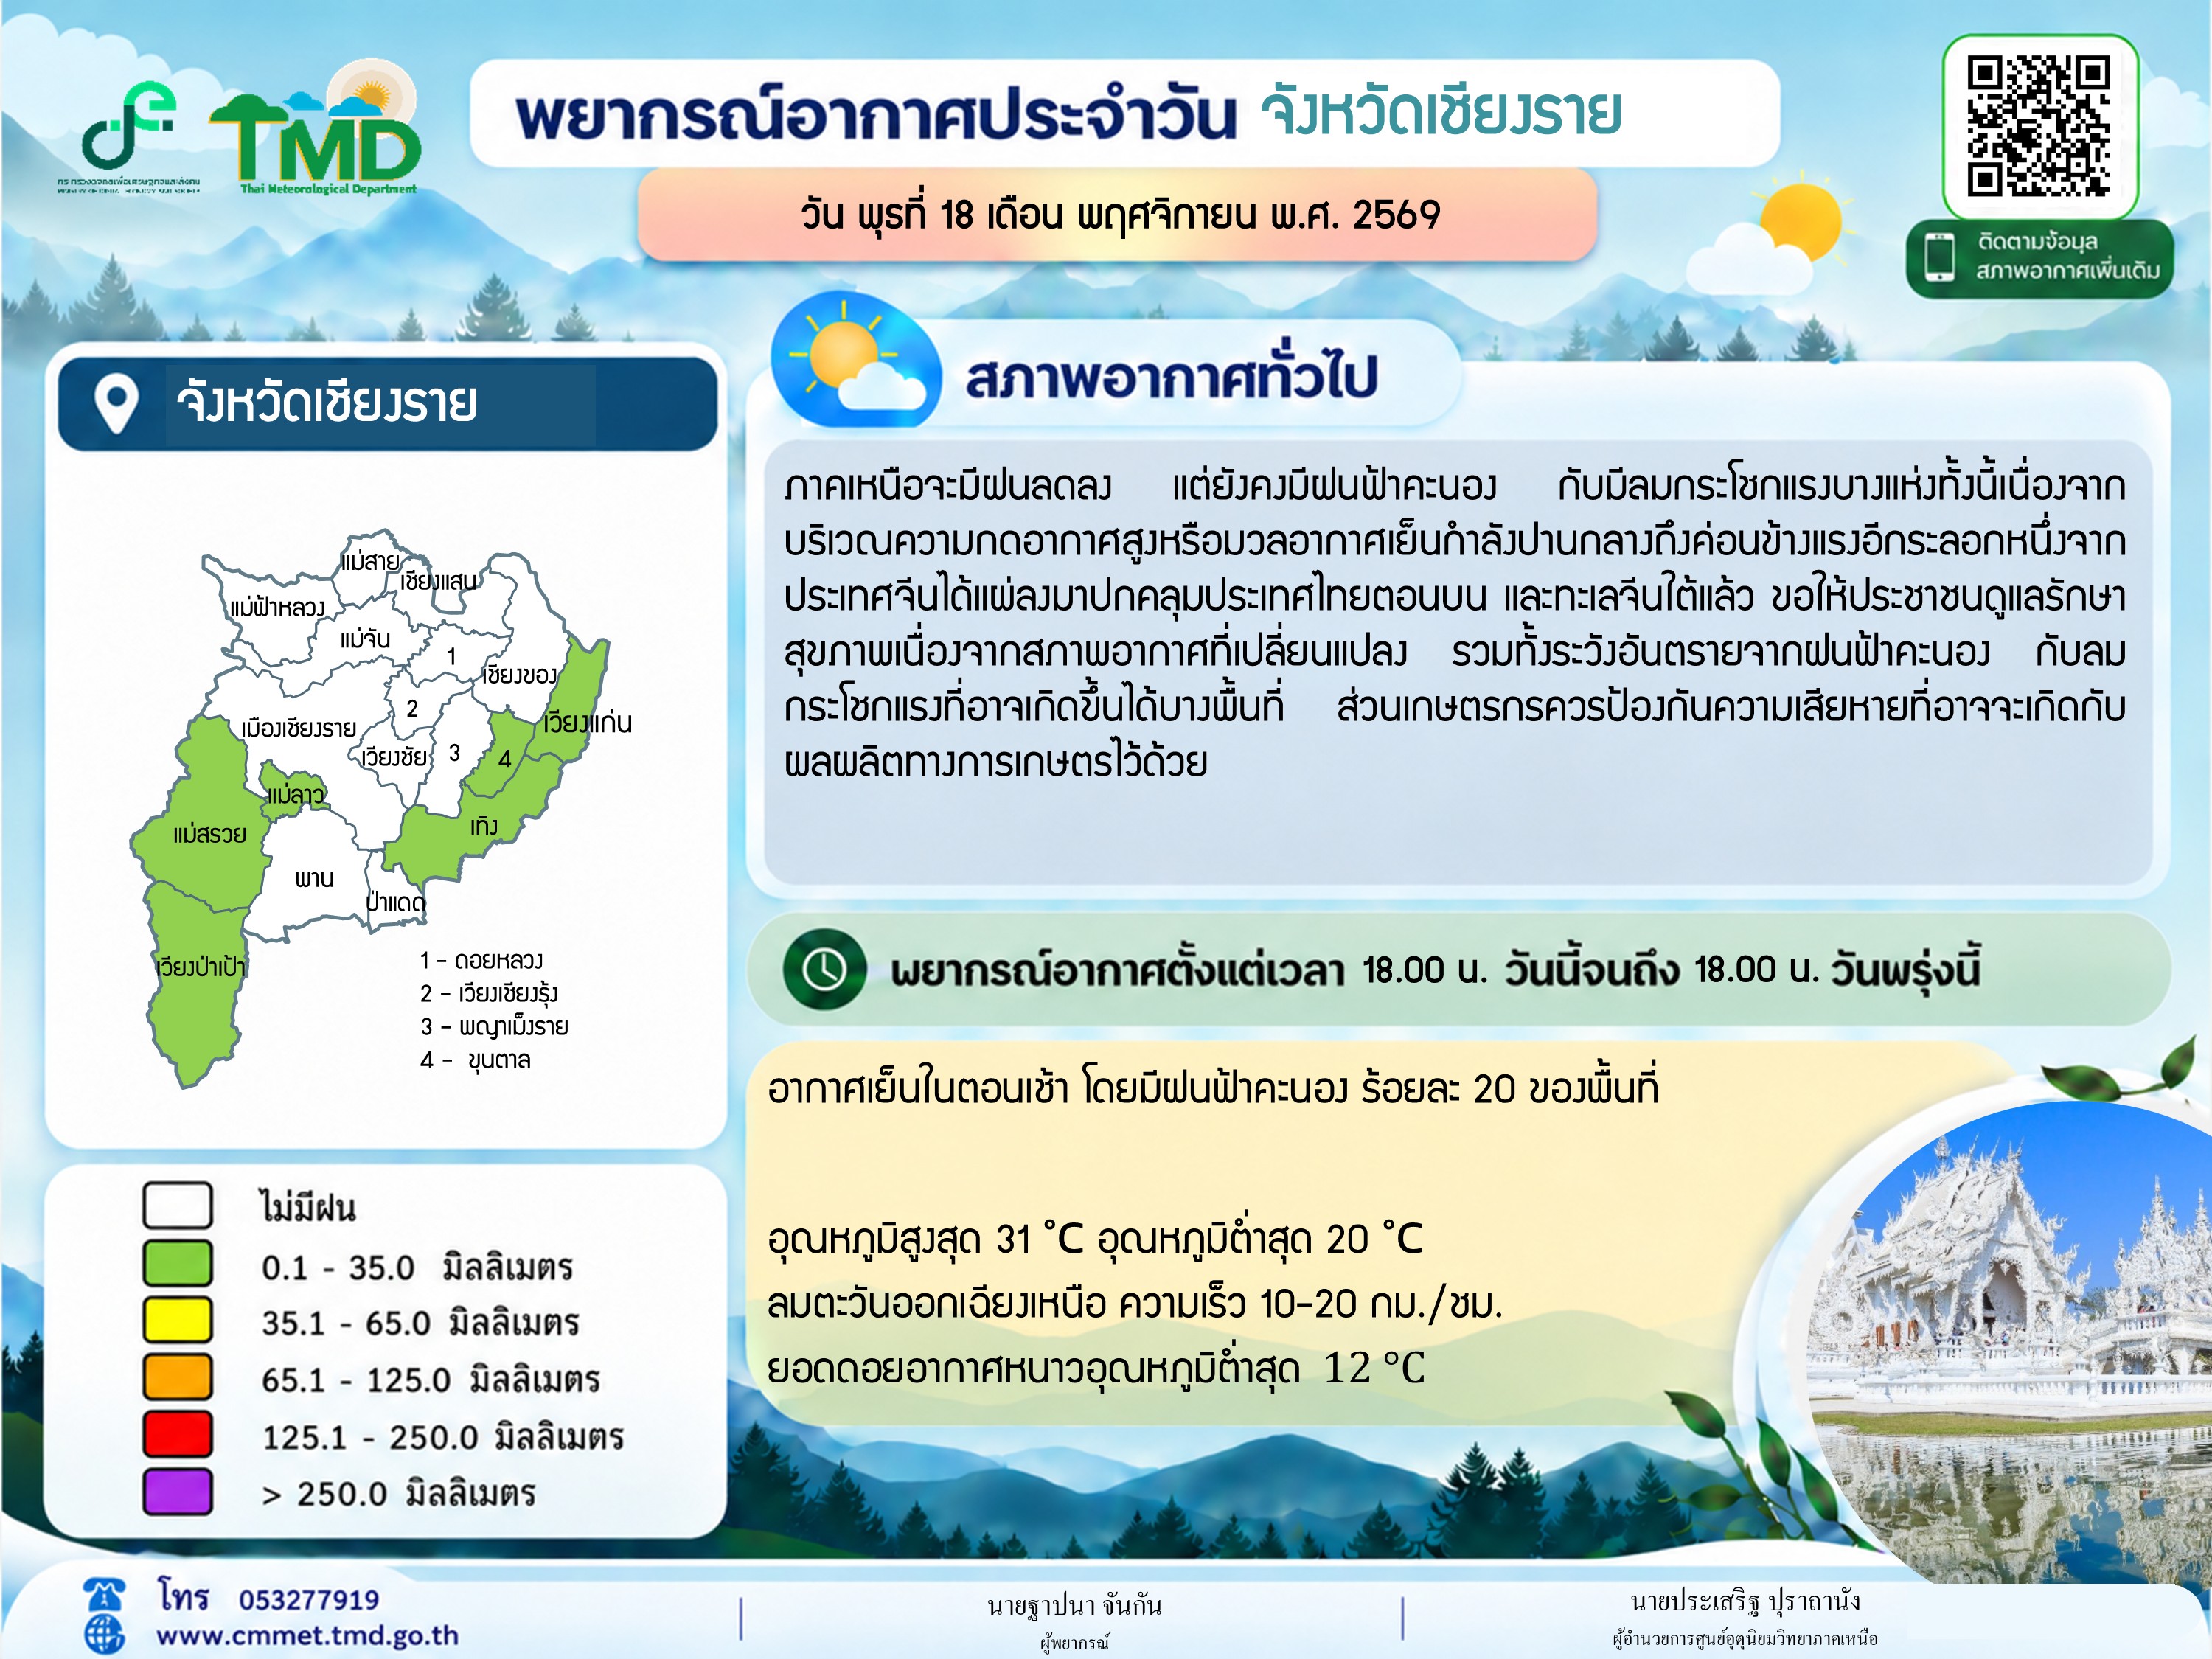 TMD
Thai Meteorological Department
พยากรณ์อากาศประจำวัน จังหวัดเชียงราย
วัน พุธที่ 18 เดือน พฤศจิกายน พ.ศ. 2569
ติดตามข้อมูล
สภาพอากาศเพิ่มเติม
จังหวัดเชียงราย
แม่สาย
เชียงแสน
แม่ฟ้าหลวง
แม่จัน
1
เชียงของ
2
เวียงแก่น
เมืองเชียงราย
เวียงชัย
3
4
แม่ลาว
แม่สรวย
เทิง
พาน
ป่าแดด
เวียงป่าเป้า
1 - ดอยหลวง
2 - เวียงเชียงรุ้ง
3 - พญาเม็งราย
4 - ขุนตาล
ไม่มีฝน
0.1 - 35.0 มิลลิเมตร
35.1 - 65.0 มิลลิเมตร
65.1 - 125.0 มิลลิเมตร
125.1 - 250.0 มิลลิเมตร
> 250.0 มิลลิเมตร
สภาพอากาศทั่วไป
ภาคเหนือจะมีฝนลดลง แต่ยังคงมีฝนฟ้าคะนอง กับมีลมกระโชกแรงบางแห่งทั้งนี้เนื่องจาก
บริเวณความกดอากาศสูงหรือมวลอากาศเย็นกำลังปานกลางถึงค่อนข้างแรงอีกระลอกหนึ่งจาก
ประเทศจีนได้แผ่ลงมาปกคลุมประเทศไทยตอนบน และทะเลจีนใต้แล้ว ขอให้ประชาชนดูแลรักษา
สุขภาพเนื่องจากสภาพอากาศที่เปลี่ยนแปลง รวมทั้งระวังอันตรายจากฝนฟ้าคะนอง กับลม
กระโชกแรงที่อาจเกิดขึ้นได้บางพื้นที่ ส่วนเกษตรกรควรป้องกันความเสียหายที่อาจจะเกิดกับ
ผลผลิตทางการเกษตรไว้ด้วย
พยากรณ์อากาศตั้งแต่เวลา 18.00 น. วันนี้จนถึง 18.00 น. วันพรุ่งนี้
อากาศเย็นในตอนเช้า โดยมีฝนฟ้าคะนอง ร้อยละ 20 ของพื้นที่
อุณหภูมิสูงสุด 31 °C อุณหภูมิต่ำสุด 20 °C
ลมตะวันออกเฉียงเหนือ ความเร็ว 10-20 กม./ชม.
ยอดดอยอากาศหนาวอุณหภูมิต่ำสุด 12 °C
โทร 053277919
www.cmmet.tmd.go.th
นายฐาปนา จันกัน
ผู้พยากรณ์
นายประเสริฐ ปุราถานัง
ผู้อำนวยการศูนย์อุตุนิยมวิทยาภาคเหนือ